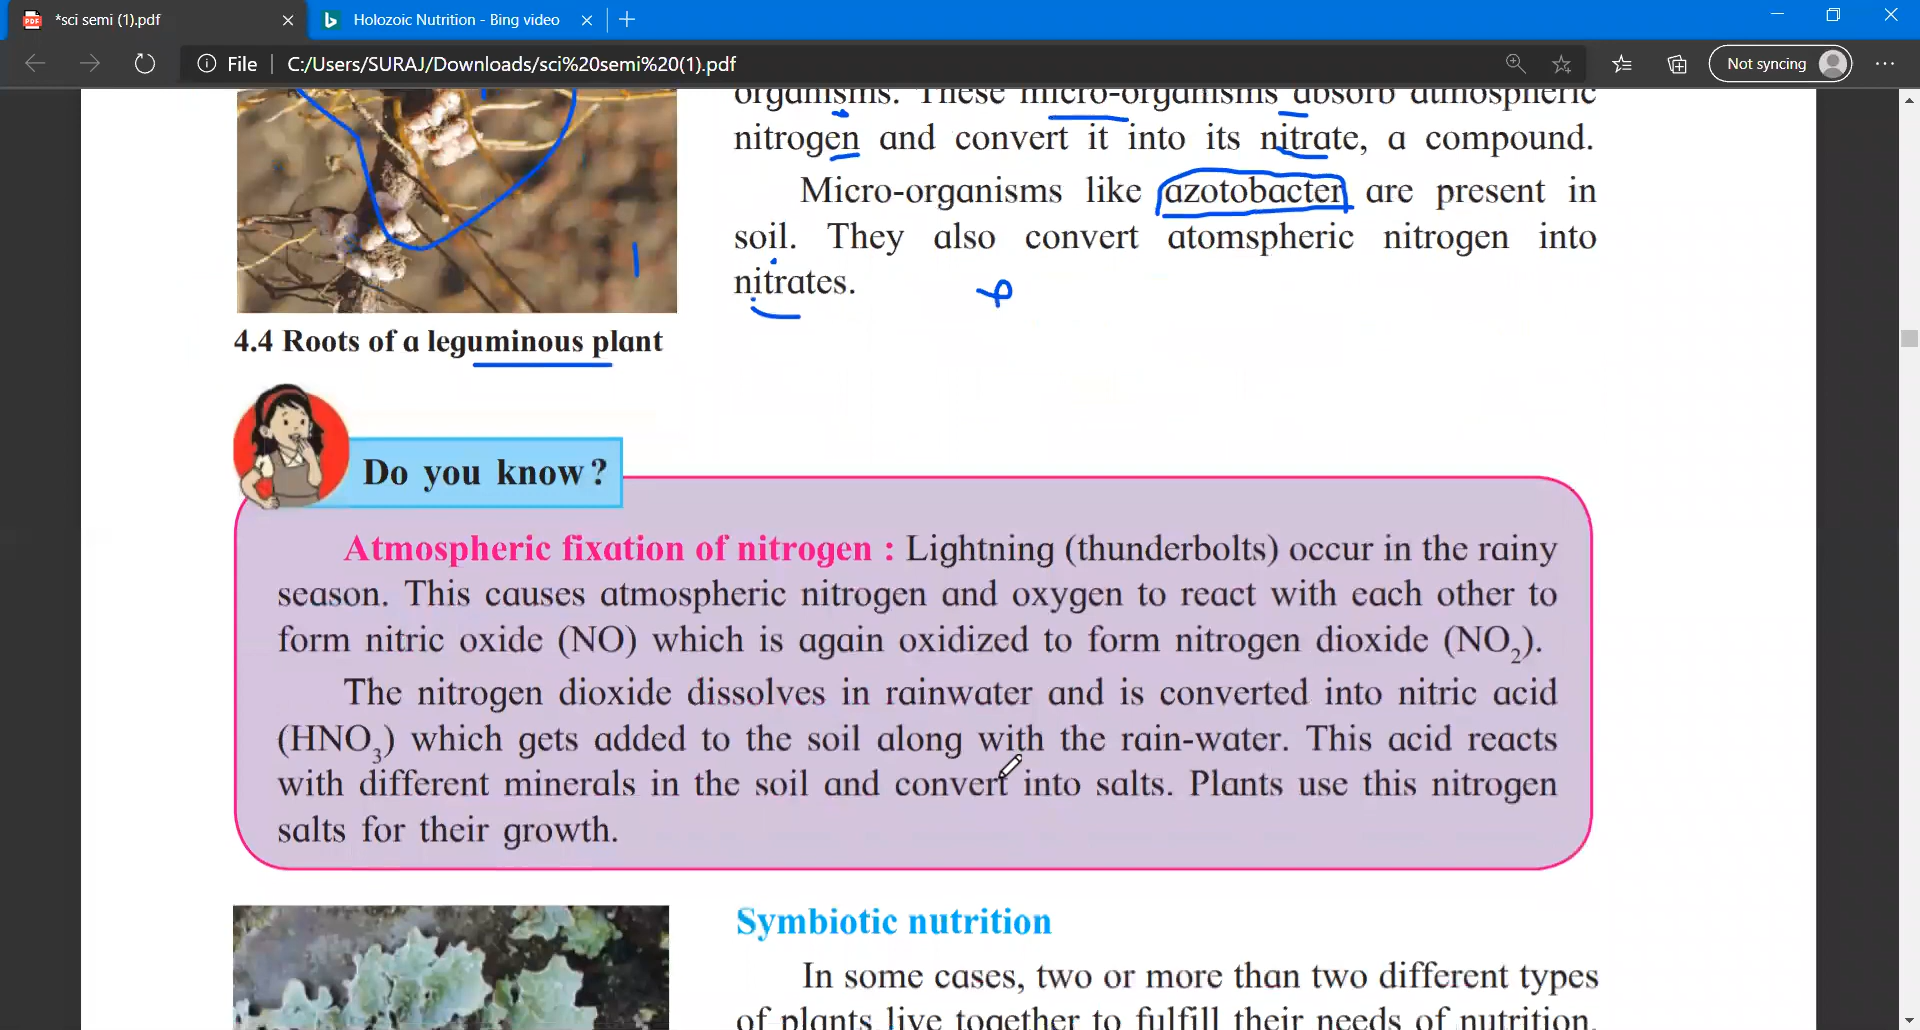 *sci semi (1).pdf
Holozoic Nutrition - Bing video
File
C:/Users/SURAJ/Downloads/sci%20semi%20(1).pdf
Not syncing
organisms. These micro-organisms absorb atmospheric
nitrogen and convert it into its nitrate, a compound.
Micro-organisms like azotobacter are present in
soil. They also convert atomspheric nitrogen into
nitrates.
4.4 Roots of a leguminous plant
Do you know?
Atmospheric fixation of nitrogen : Lightning (thunderbolts) occur in the rainy
season. This causes atmospheric nitrogen and oxygen to react with each other to
form nitric oxide (NO) which is again oxidized to form nitrogen dioxide (NO₂).
The nitrogen dioxide dissolves in rainwater and is converted into nitric acid
(HNO₃) which gets added to the soil along with the rain-water. This acid reacts
with different minerals in the soil and convert into salts. Plants use this nitrogen
salts for their growth.
Symbiotic nutrition
In some cases, two or more than two different types
of plants live together to fulfill their needs of nutrition.